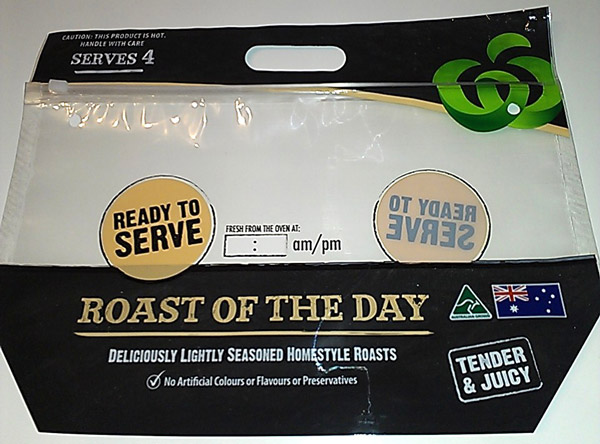 CAUTION: THIS PRODUCT IS HOT.
HANDLE WITH CARE
SERVES 4
READY TO
SERVE
FRESH FROM THE OVEN AT:
: am/pm
READY TO
SERVE
ROAST OF THE DAY
DELICIOUSLY LIGHTLY SEASONED HOMESTYLE ROASTS
No Artificial Colours or Flavours or Preservatives
AUSTRALIAN GROWN
TENDER
& JUICY